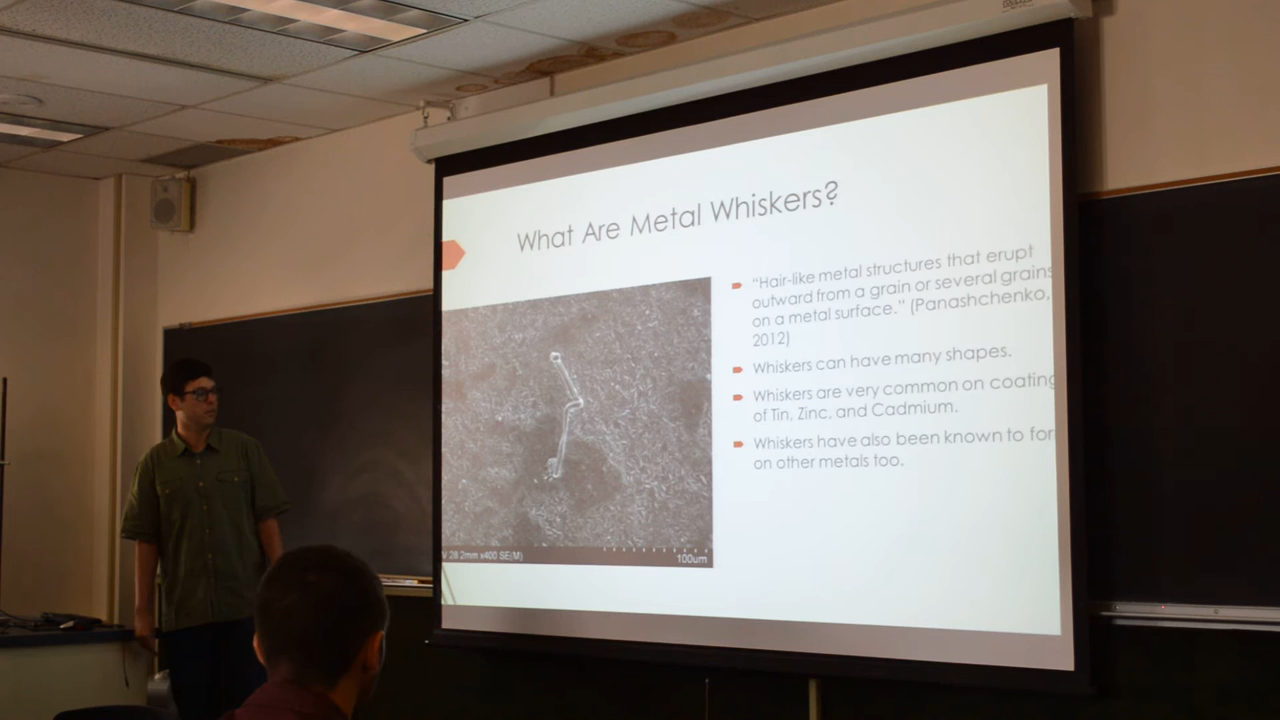 What Are Metal Whiskers?
"Hair-like metal structures that erupt
outward from a grain or several grains
on a metal surface." (Panashchenko,
2012)
Whiskers can have many shapes.
Whiskers are very common on coating
of Tin, Zinc, and Cadmium.
Whiskers have also been known to for
on other metals too.
V 28.2mm x400 SE(M)
100um